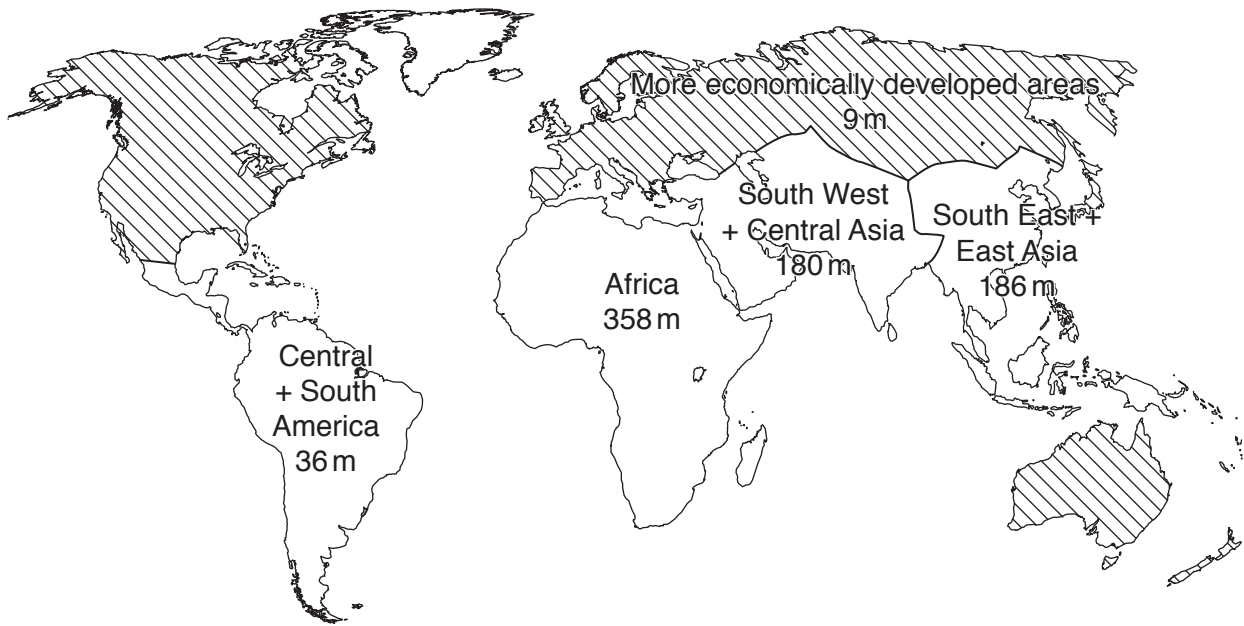 More economically developed areas
9 m
South West
+ Central Asia
180 m
South East +
East Asia
186 m
Africa
358 m
Central
+ South
America
36 m